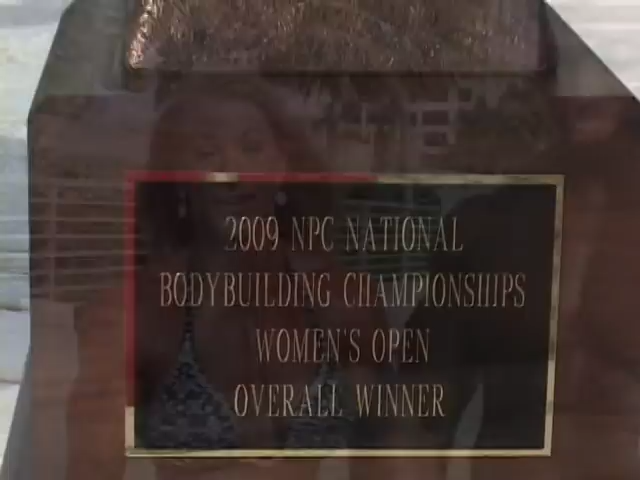 2009 NPC NATIONAL
BODYBUILDING CHAMPIONSHIPS
WOMEN'S OPEN
OVERALL WINNER